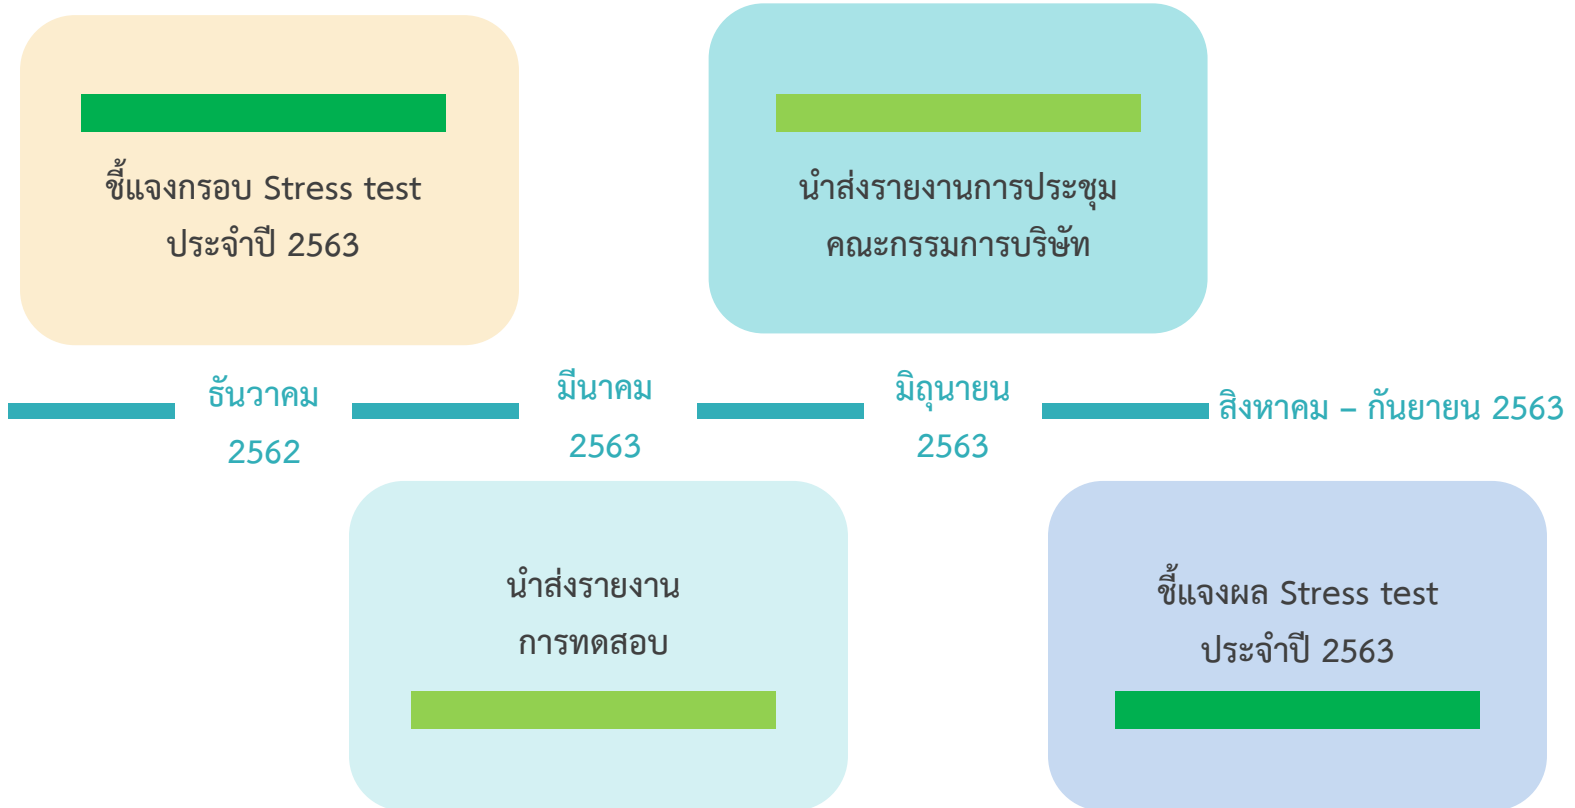 ชี้แจงกรอบ Stress test
ประจำปี 2563
นำส่งรายงานการประชุม
คณะกรรมการบริษัท
ธันวาคม
2562
มีนาคม
2563
มิถุนายน
2563
สิงหาคม – กันยายน 2563
นำส่งรายงาน
การทดสอบ
ชี้แจงผล Stress test
ประจำปี 2563